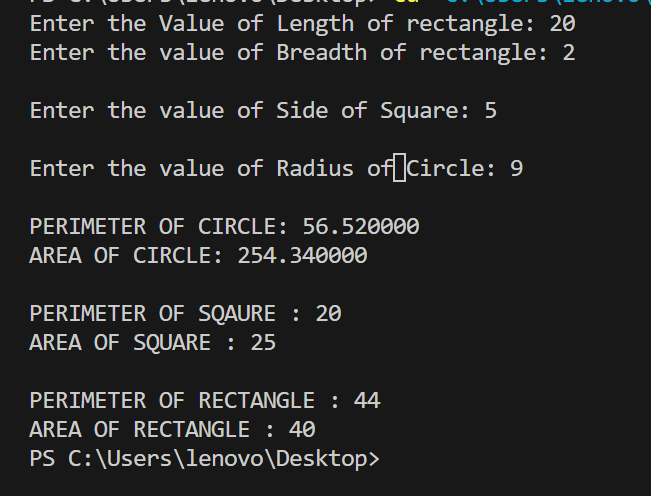 Enter the Value of Length of rectangle: 20
Enter the value of Breadth of rectangle: 2
Enter the value of Side of Square: 5
Enter the value of Radius of Circle: 9
PERIMETER OF CIRCLE: 56.520000
AREA OF CIRCLE: 254.340000
PERIMETER OF SQAURE : 20
AREA OF SQUARE : 25
PERIMETER OF RECTANGLE : 44
AREA OF RECTANGLE : 40
PS C:\Users\lenovo\Desktop>